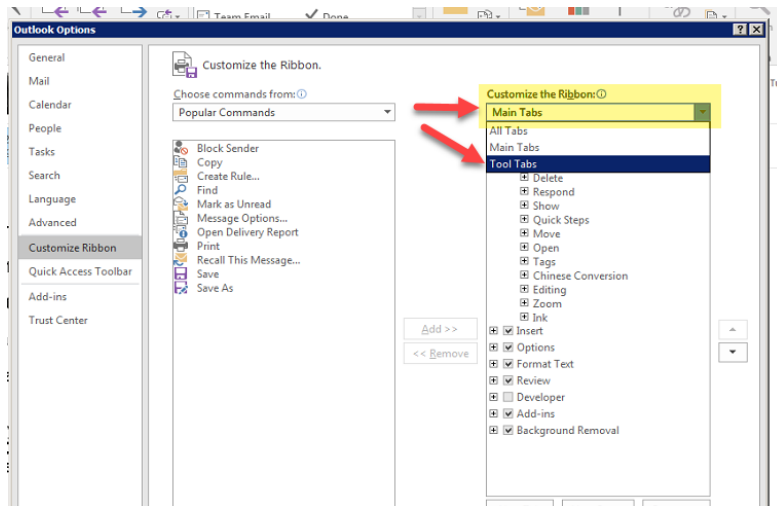 Team Email
Done
Outlook Options
?
X
General
Mail
Calendar
People
Tasks
Search
Language
Advanced
Customize Ribbon
Quick Access Toolbar
Add-ins
Trust Center
Customize the Ribbon.
Choose commands from:
Popular Commands
Block Sender
Copy
Create Rule...
Find
Mark as Unread
Message Options...
Open Delivery Report
Print
Recall This Message...
Save
Save As
Add >>
<< Remove
Customize the Ribbon:
Main Tabs
All Tabs
Main Tabs
Tool Tabs
Delete
Respond
Show
Quick Steps
Move
Open
Tags
Chinese Conversion
Editing
Zoom
Ink
Insert
Options
Format Text
Review
Developer
Add-ins
Background Removal